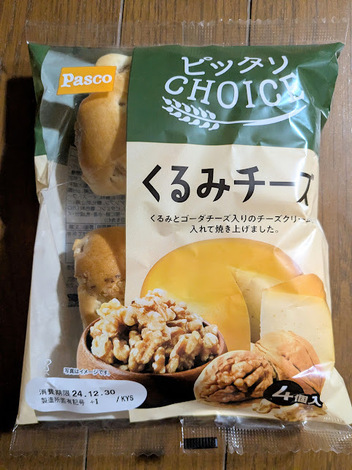 Pasco
ピッタリ
CHOICE
くるみチーズ
くるみとゴーダチーズ入りのチーズクリームを
入れて焼き上げました。
写真はイメージです。
4個入
消費期限 24.12.30
製造所固有記号 +1 /KYS